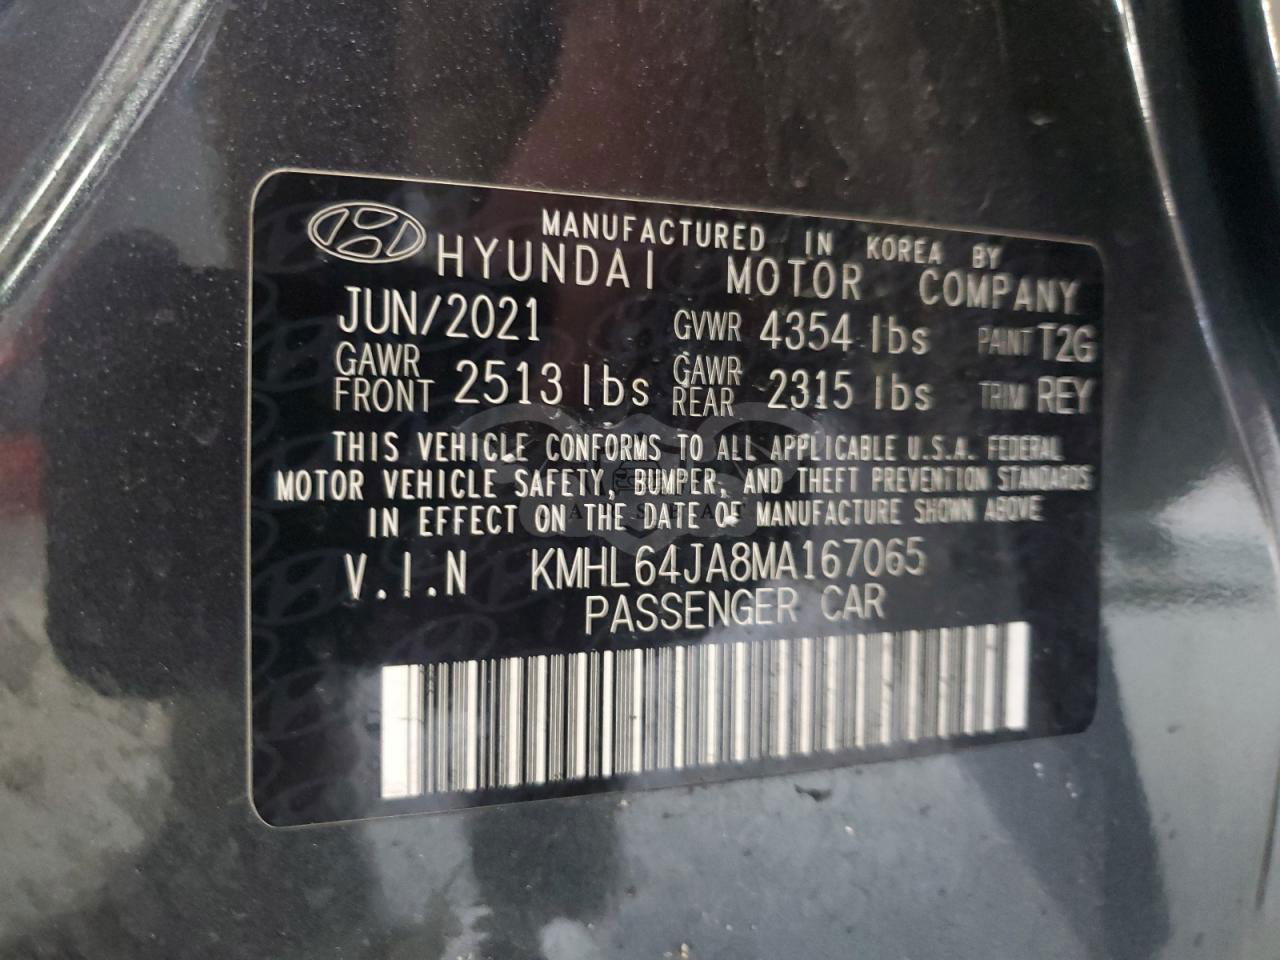 MANUFACTURED IN KOREA BY
HYUNDAI MOTOR COMPANY
JUN/2021 GVWR 4354 lbs PAINT T2G
GAWR FRONT 2513 lbs GAWR REAR 2315 lbs TRIM REY
THIS VEHICLE CONFORMS TO ALL APPLICABLE U.S.A. FEDERAL
MOTOR VEHICLE SAFETY, BUMPER, AND THEFT PREVENTION STANDARDS
IN EFFECT ON THE DATE OF MANUFACTURE SHOWN ABOVE
V.I.N KMHL64JA8MA167065
PASSENGER CAR